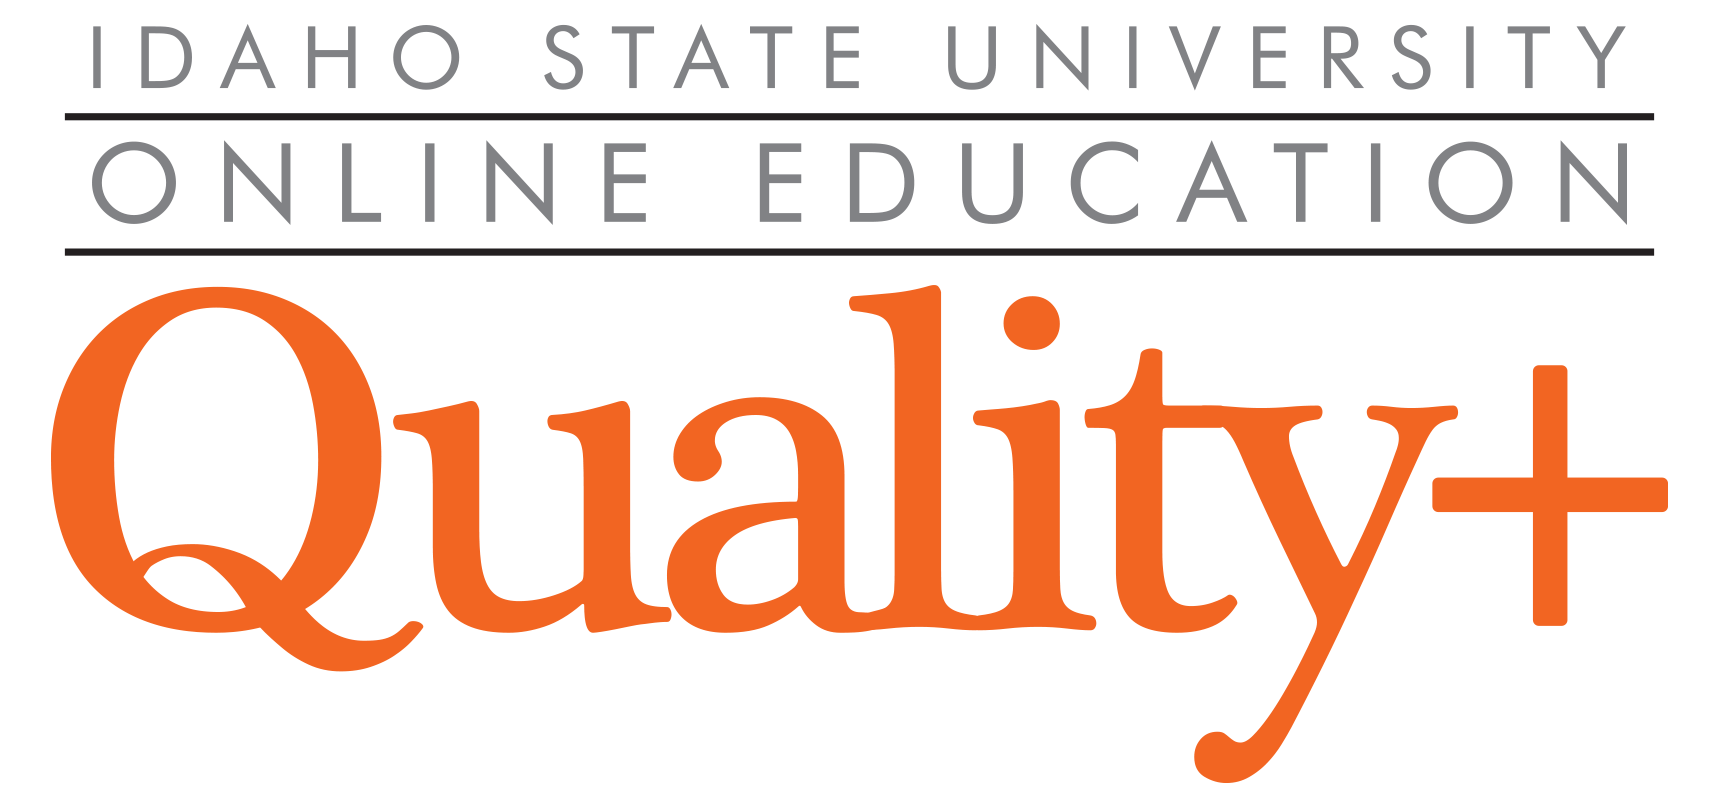 IDAHO STATE UNIVERSITY
ONLINE EDUCATION
Quality+